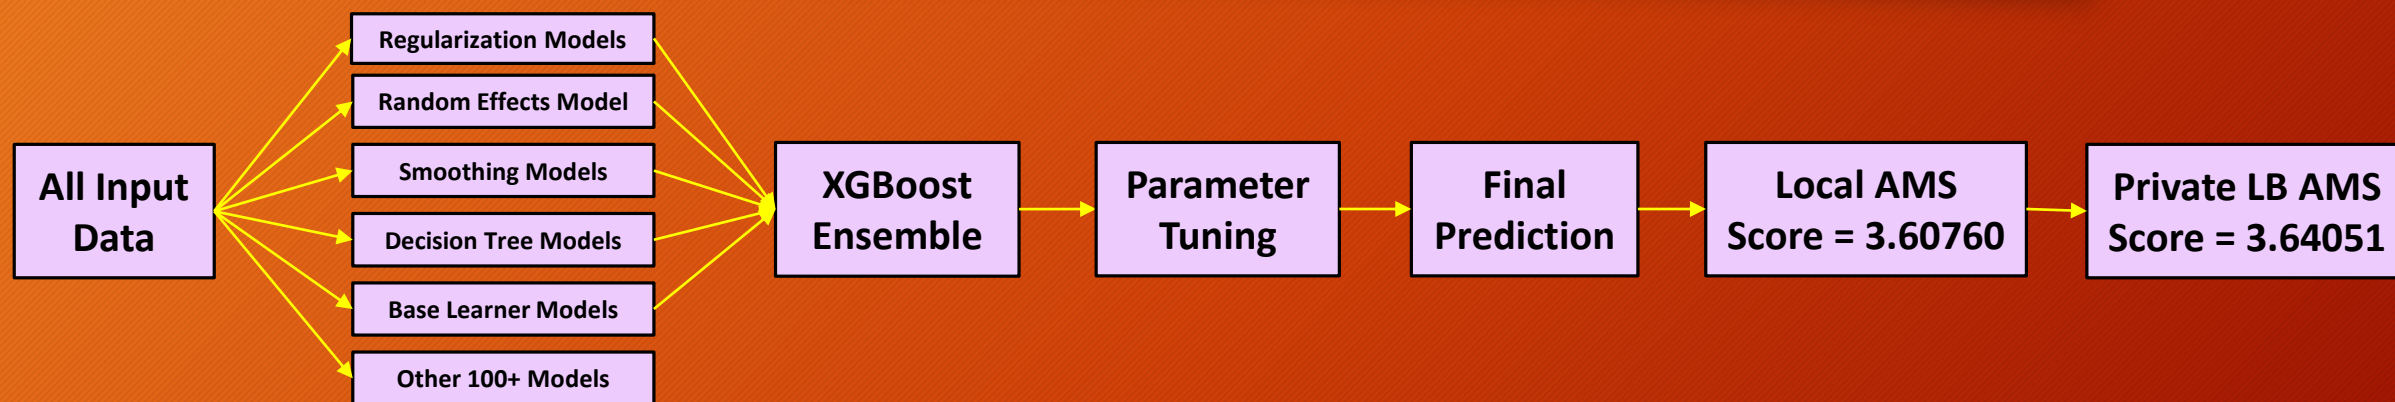 All Input
Data
Regularization Models
Random Effects Model
Smoothing Models
Decision Tree Models
Base Learner Models
Other 100+ Models
XGBoost
Ensemble
Parameter
Tuning
Final
Prediction
Local AMS
Score = 3.60760
Private LB AMS
Score = 3.64051